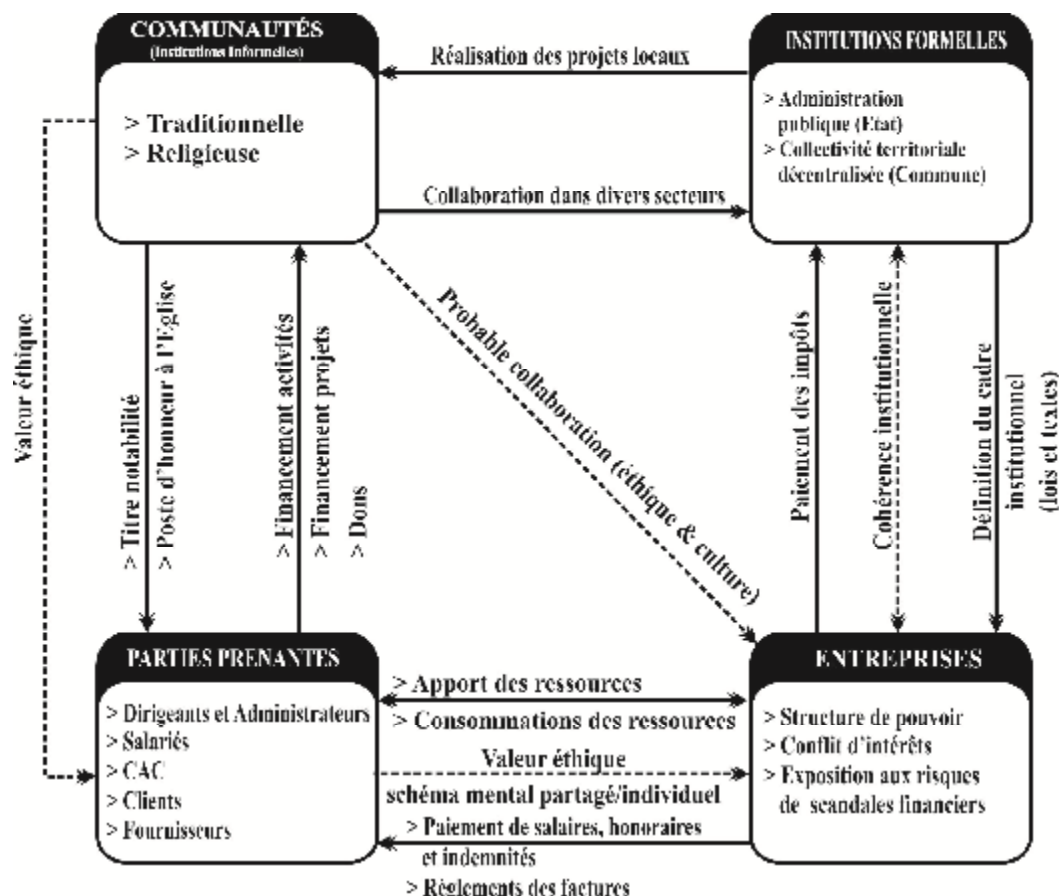 COMMUNAUTÉS
(Institutions Informelles)
> Traditionnelle
> Religieuse
Réalisation des projets locaux
INSTITUTIONS FORMELLES
> Administration
publique (Etat)
> Collectivité territoriale
décentralisée (Commune)
Collaboration dans divers secteurs
Valeur éthique
> Titre notabilité
> Poste d'honneur à l'Eglise
> Financement activités
> Financement projets
> Dons
Probable collaboration (éthique & culture)
Paiement des impôts
Cohérence institutionnelle
Définition du cadre
institutionnel
(lois et textes)
PARTIES PRENANTES
> Dirigeants et Administrateurs
> Salariés
> CAC
> Clients
> Fournisseurs
> Apport des ressources
> Consommations des ressources
Valeur éthique
schéma mental partagé/individuel
> Paiement de salaires, honoraires
et indemnités
> Règlements des factures
ENTREPRISES
> Structure de pouvoir
> Conflit d'intérêts
> Exposition aux risques
de scandales financiers